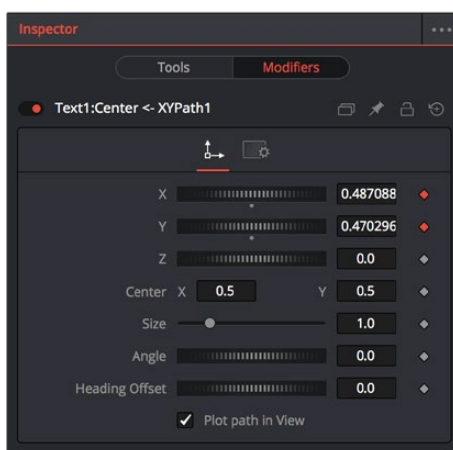 Inspector
Tools Modifiers
Text1:Center <- XYPath1
X 0.487088
Y 0.470296
Z 0.0
Center X 0.5 Y 0.5
Size 1.0
Angle 0.0
Heading Offset 0.0
Plot path in View